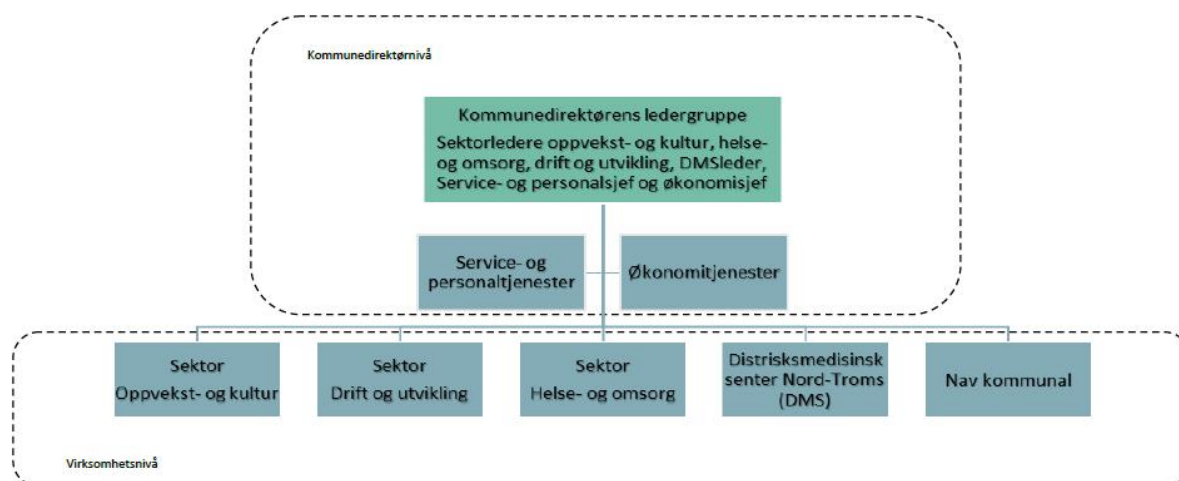 Kommunedirektørnivå
Kommunedirektørens ledergruppe
Sektorledere oppvekst- og kultur, helse-
og omsorg, drift og utvikling, DMSleder,
Service- og personalsjef og økonomisjef
Service- og
personaltjenester
Økonomitjenester
Sektor
Oppvekst- og kultur
Sektor
Drift og utvikling
Sektor
Helse- og omsorg
Distrisksmedisinsk
senter Nord-Troms
(DMS)
Nav kommunal
Virksomhetsnivå